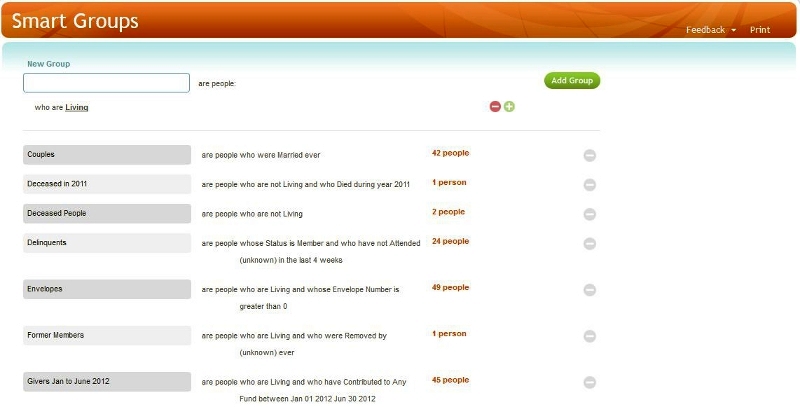 Smart Groups
Feedback Print
New Group
are people:
Add Group
who are Living
Couples are people who were Married ever 42 people
Deceased in 2011 are people who are not Living and who Died during year 2011 1 person
Deceased People are people who are not Living 2 people
Delinquents are people whose Status is Member and who have not Attended 24 people
(unknown) in the last 4 weeks
Envelopes are people who are Living and whose Envelope Number is 49 people
greater than 0
Former Members are people who are Living and who were Removed by 1 person
(unknown) ever
Givers Jan to June 2012 are people who are Living and who have Contributed to Any 45 people
Fund between Jan 01 2012 Jun 30 2012